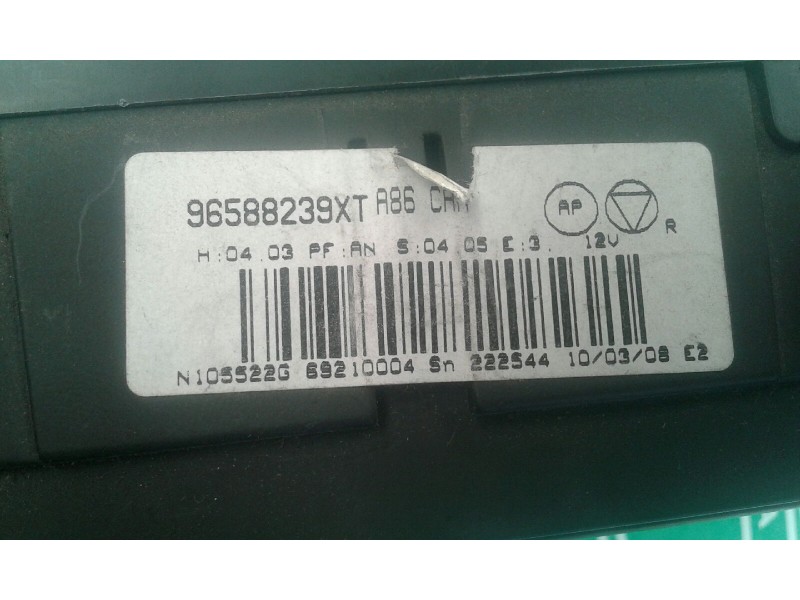 96588239XT A86 AP
H:04.03 PF:AN S:04.05 E:3. 12V R
N105522G 69210004 Sn 222544 10/03/08 E2